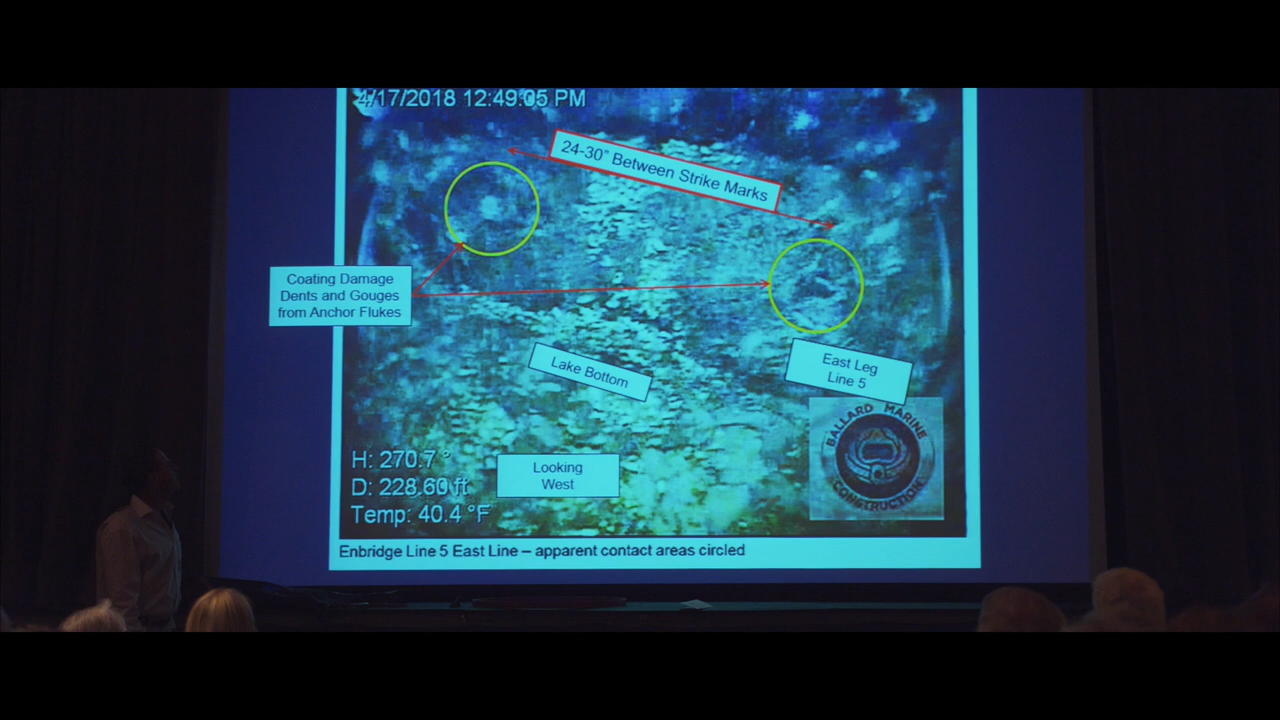 4/17/2018 12:49:05 PM
24-30" Between Strike Marks
Coating Damage
Dents and Gouges
from Anchor Flukes
Lake Bottom
East Leg
Line 5
BALLARD MARINE
CONSTRUCTION
H: 270.7 °
D: 228.60 ft
Temp: 40.4 °F
Looking
West
Enbridge Line 5 East Line – apparent contact areas circled